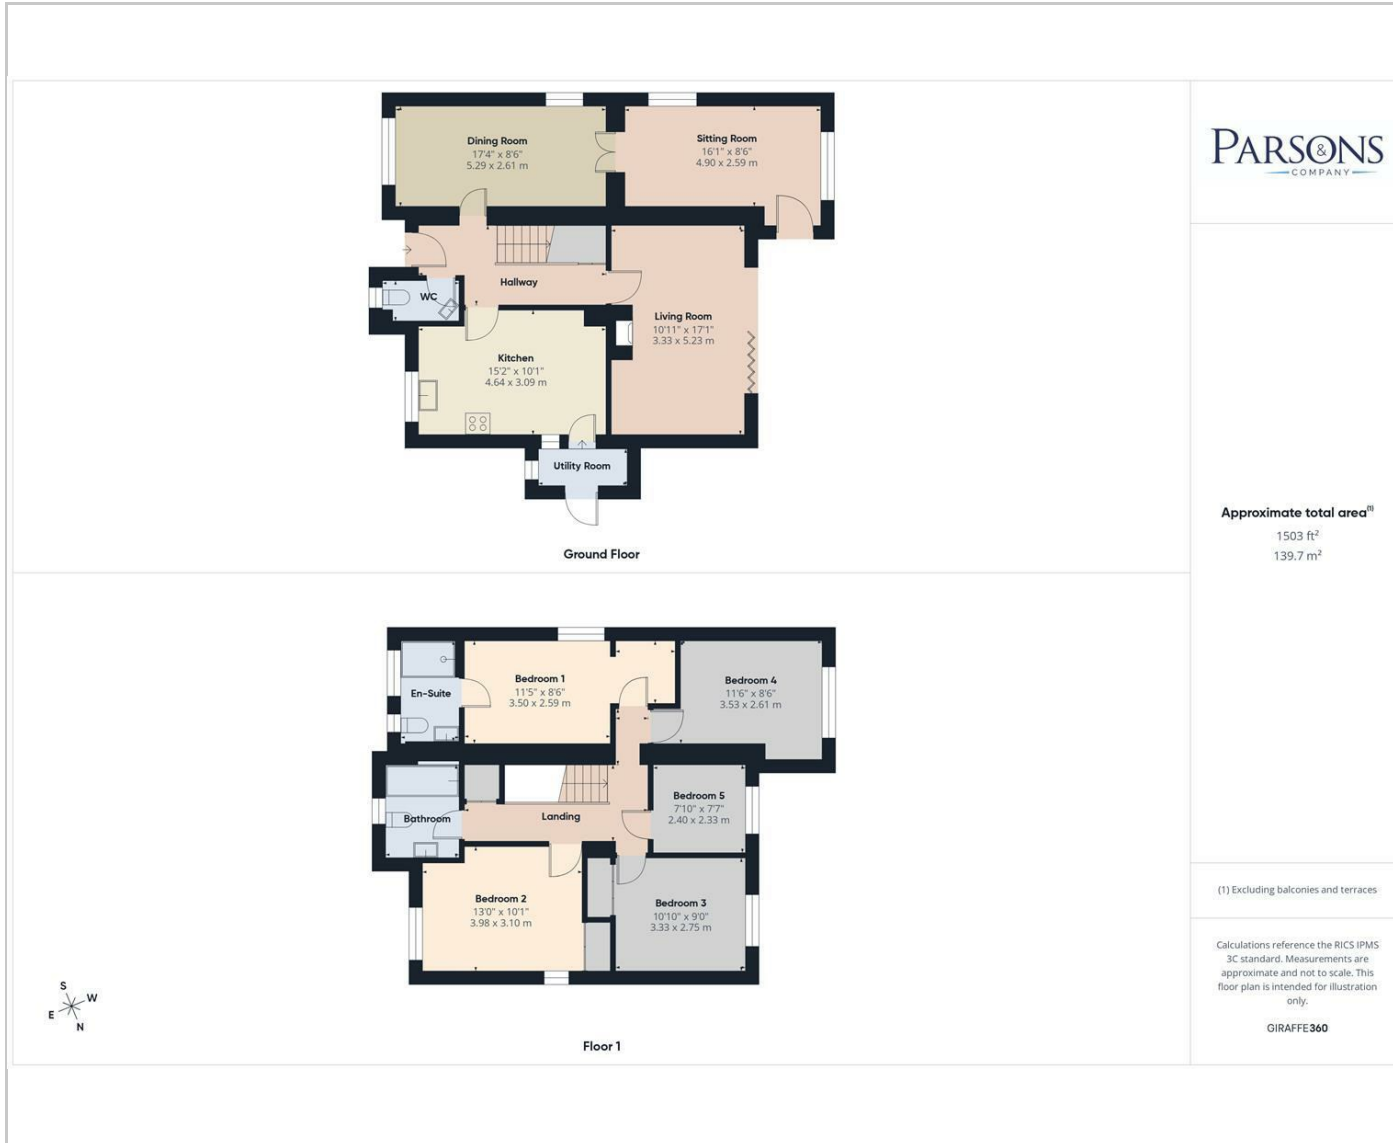 Dining Room
17'4" x 8'6"
5.29 x 2.61 m
Sitting Room
16'1" x 8'6"
4.90 x 2.59 m
Hallway
WC
Living Room
10'11" x 17'1"
3.33 x 5.23 m
Kitchen
15'2" x 10'1"
4.64 x 3.09 m
Utility Room
Ground Floor
Bedroom 1
11'5" x 8'6"
3.50 x 2.59 m
Bedroom 4
11'6" x 8'6"
3.53 x 2.61 m
En-Suite
Bedroom 5
7'10" x 7'7"
2.40 x 2.33 m
Bathroom
Landing
Bedroom 2
13'0" x 10'1"
3.98 x 3.10 m
Bedroom 3
10'10" x 9'0"
3.33 x 2.75 m
S
W
E
N
Floor 1
PARSONS
&
COMPANY
Approximate total area(1)
1503 ft²
139.7 m²
(1) Excluding balconies and terraces
Calculations reference the RICS IPMS
3C standard. Measurements are
approximate and not to scale. This
floor plan is intended for illustration
only.
GIRAFFE360